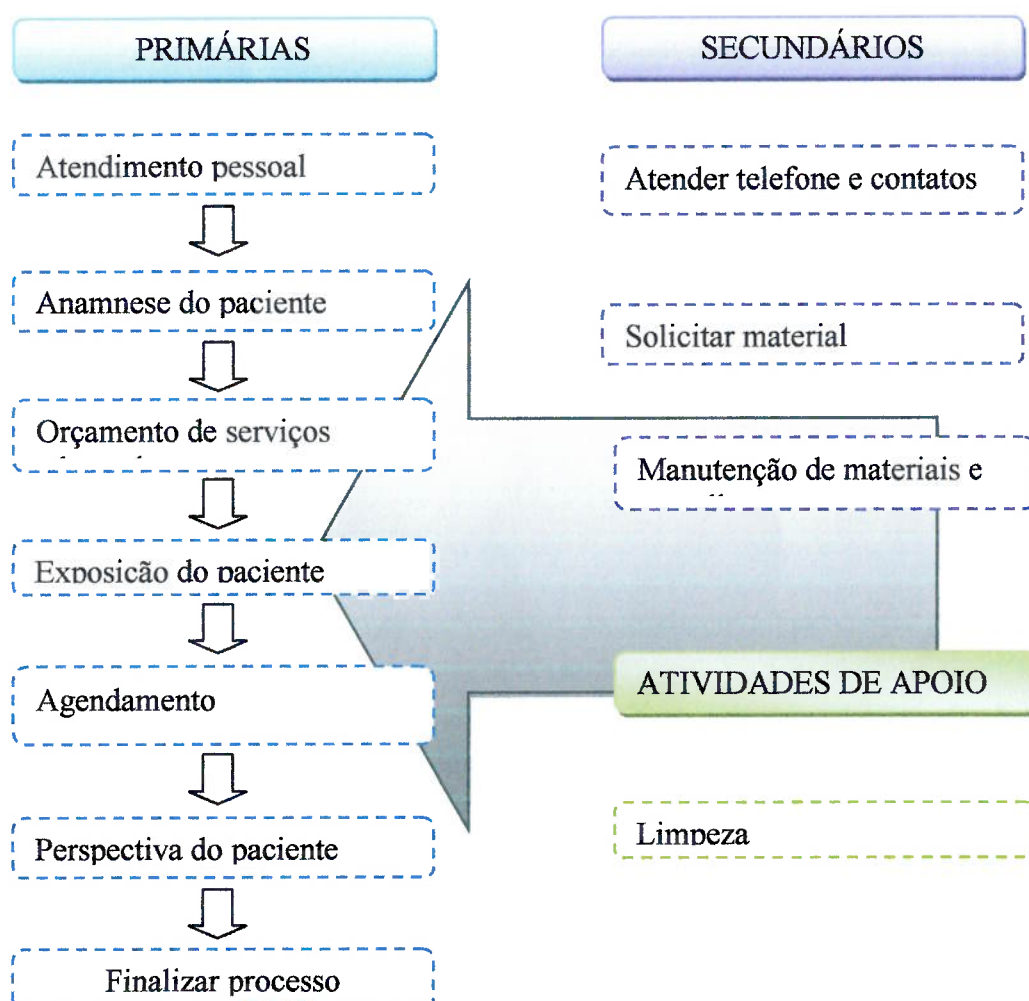 PRIMÁRIAS
Atendimento pessoal
Anamnese do paciente
Orçamento de serviços
Exposição do paciente
Agendamento
Perspectiva do paciente
Finalizar processo
SECUNDÁRIOS
Atender telefone e contatos
Solicitar material
Manutenção de materiais e
ATIVIDADES DE APOIO
Limpeza